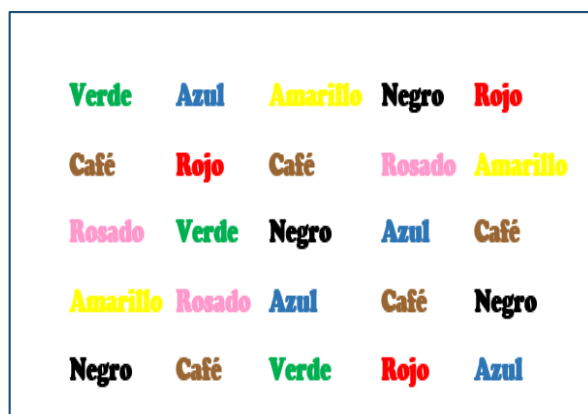 Verde Azul Amarillo Negro Rojo
Café Rojo Café Rosado Amarillo
Rosado Verde Negro Azul Café
Amarillo Rosado Azul Café Negro
Negro Café Verde Rojo Azul